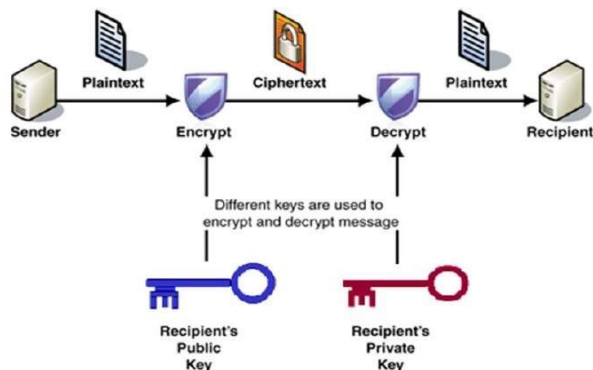 Plaintext
Ciphertext
Plaintext
Sender
Encrypt
Decrypt
Recipient
Different keys are used to
encrypt and decrypt message
Recipient's
Public
Key
Recipient's
Private
Key